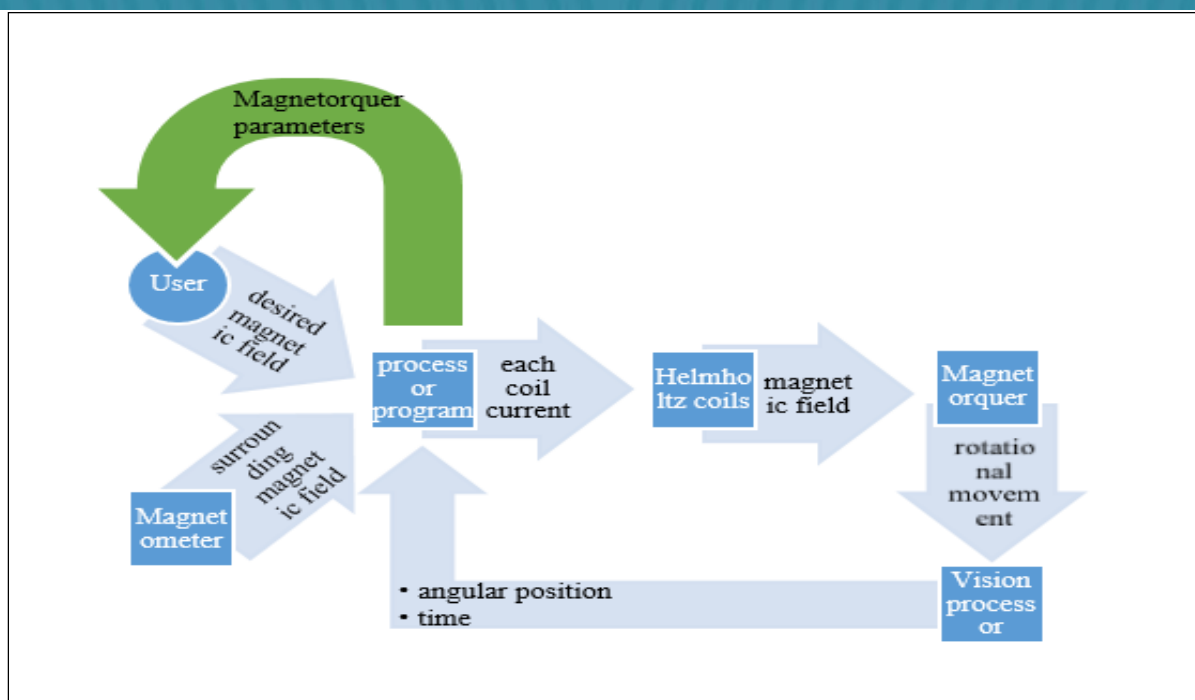 Magnetorquer
parameters
User
desired
magnet
ic field
process
or
program
each
coil
current
Helmho
ltz coils
magnet
ic field
Magnet
orquer
surroun
ding
magnet
ic field
Magnet
ometer
rotatio
nal
movem
ent
• angular position
• time
Vision
process
or